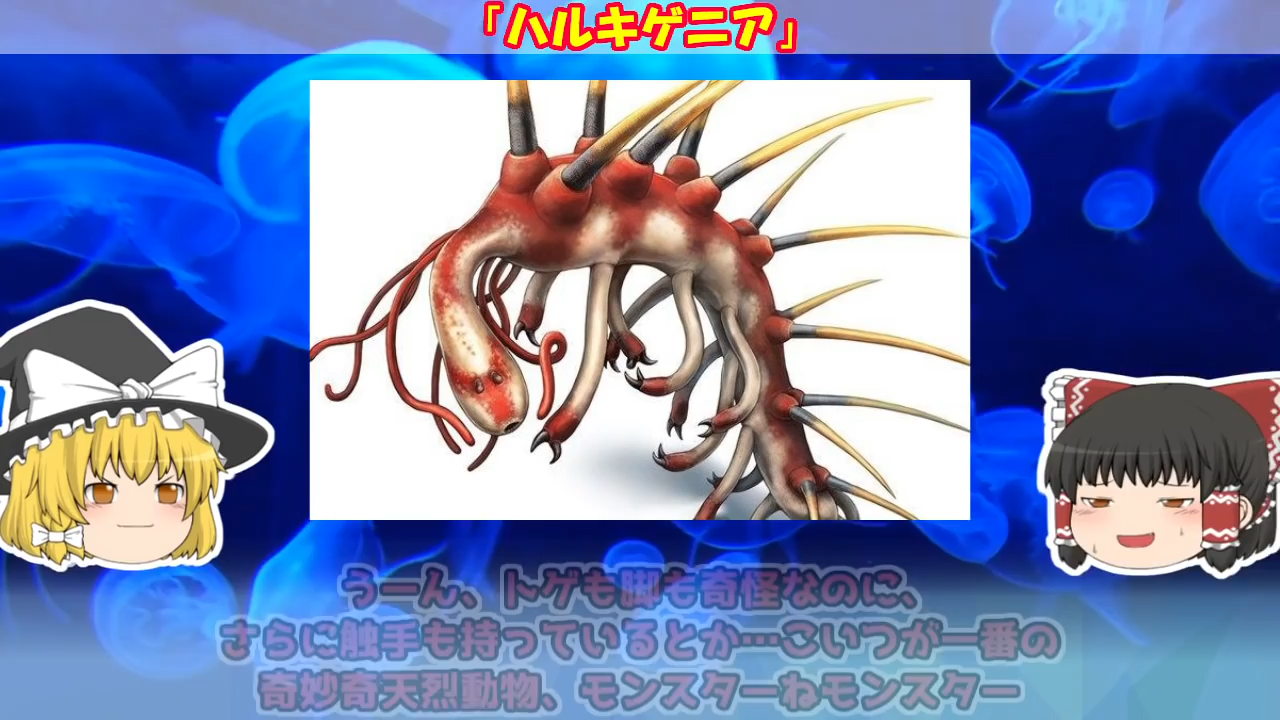 『ハルキゲニア』
うーん、トゲも脚も奇怪なのに、
さらに触手も持っているとか…こいつが一番の
奇妙奇天烈動物、モンスターねモンスター